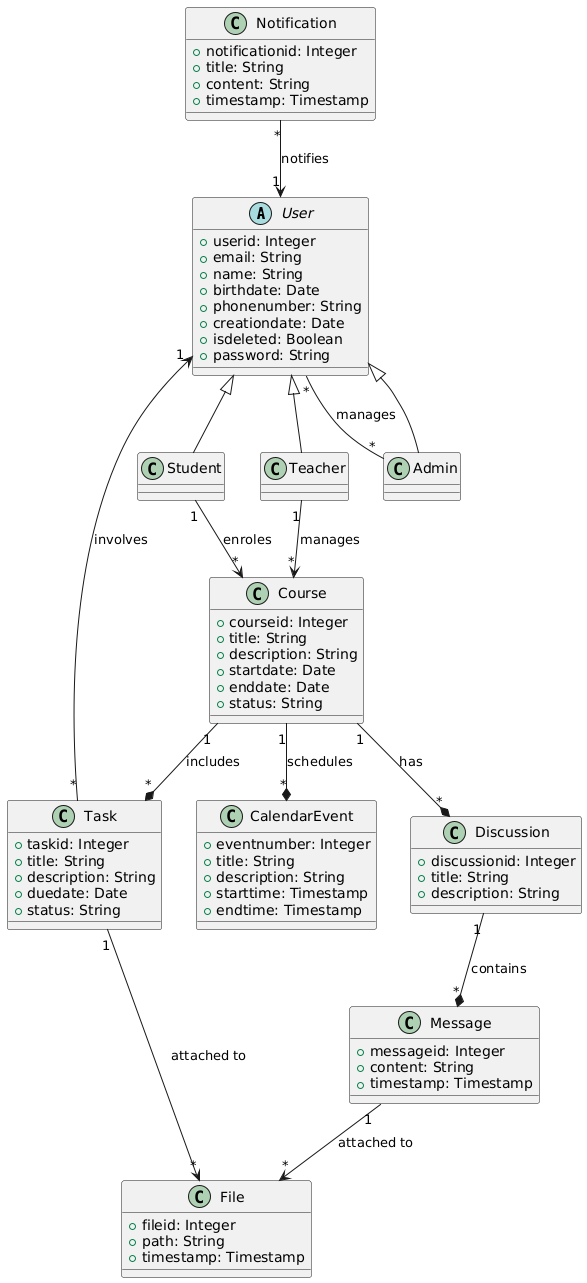 C Notification
notificationid: Integer
title: String
content: String
timestamp: Timestamp
*
notifies
1
A User
userid: Integer
email: String
name: String
birthdate: Date
phonenumber: String
creationdate: Date
isdeleted: Boolean
password: String
1
*
manages
*
C Student
C Teacher
C Admin
1
enroles
*
1
manages
*
involves
*
C Course
courseid: Integer
title: String
description: String
startdate: Date
enddate: Date
status: String
1
includes
*
1
schedules
*
1
has
*
C Task
taskid: Integer
title: String
description: String
duedate: Date
status: String
C CalendarEvent
eventnumber: Integer
title: String
description: String
starttime: Timestamp
endtime: Timestamp
C Discussion
discussionid: Integer
title: String
description: String
1
contains
*
C Message
messageid: Integer
content: String
timestamp: Timestamp
1
attached to
*
1
attached to
*
C File
fileid: Integer
path: String
timestamp: Timestamp